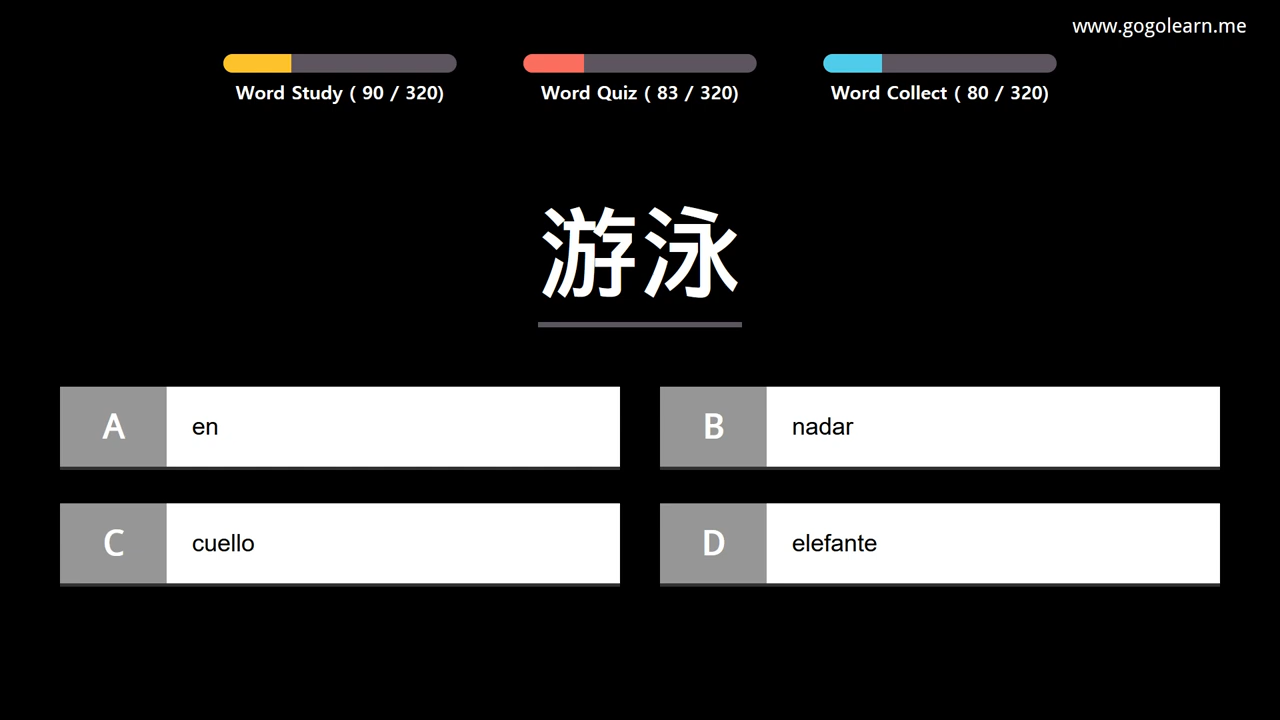 www.gogolearn.me
Word Study ( 90 / 320)
Word Quiz ( 83 / 320)
Word Collect ( 80 / 320)
游泳
A en
B nadar
C cuello
D elefante